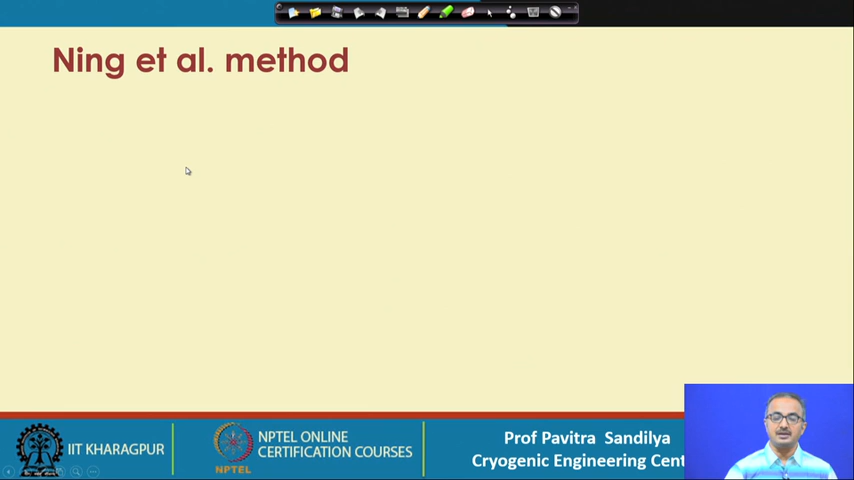 Ning et al. method
IIT KHARAGPUR
NPTEL
NPTEL ONLINE
CERTIFICATION COURSES
Prof Pavitra Sandilya
Cryogenic Engineering Cent